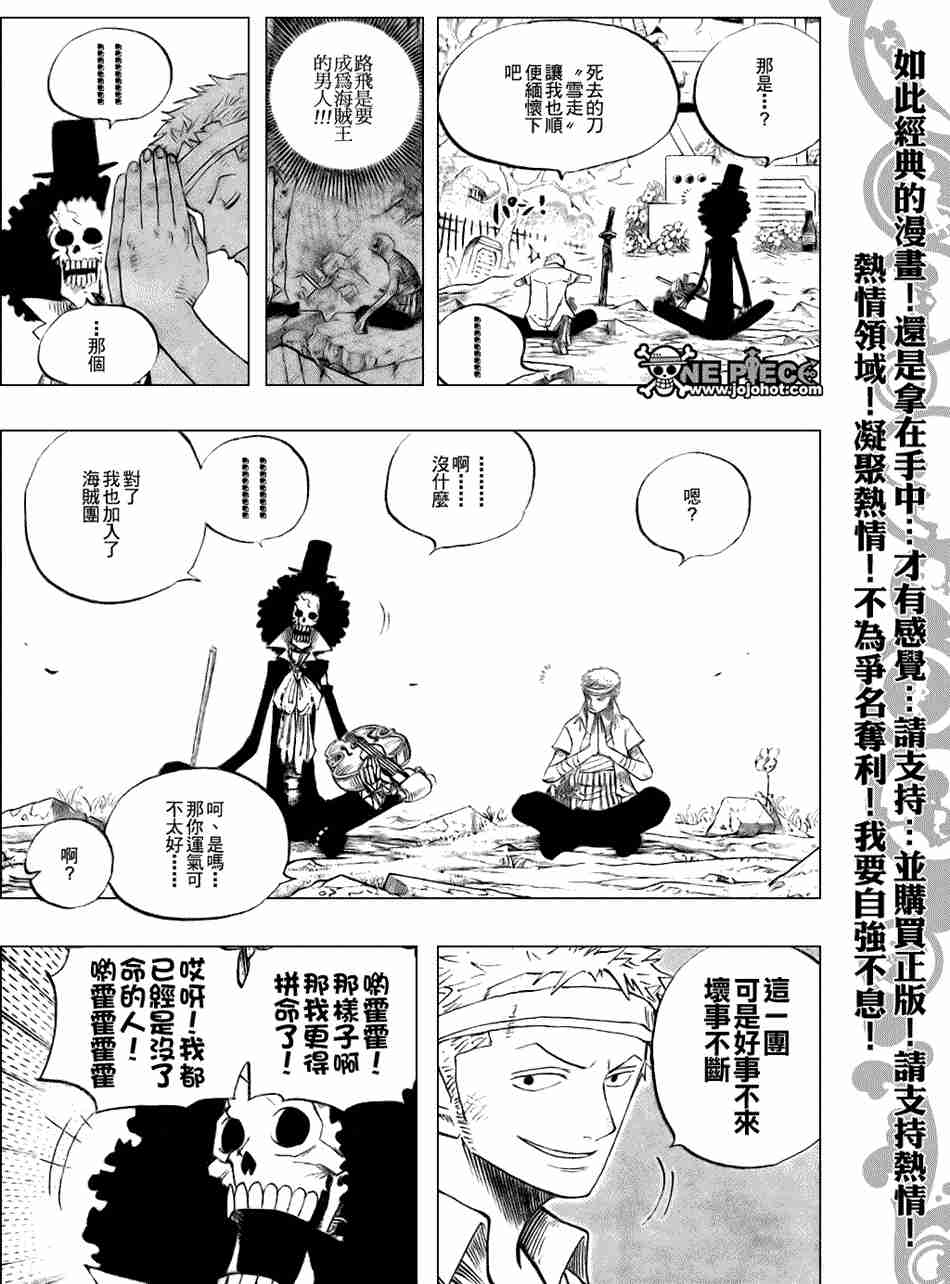 那是…?
死去的刀
〝雪走〞
讓我也順
便緬懷下
吧
路飛是要
成為海賊王
的男人!!!
…那個
ONE PIECE
www.jojohot.com
嗯?
………
啊……
沒什麼
對了
我也加入了
海賊團
呵、是嗎…
那你運氣可
不太好……
啊?
這一團
可是好事不來
壞事不斷
喲霍霍!
那樣子啊
那我更得
拼命了!
哎呀!我都
已經是沒了
命的人!
喲霍霍霍
如此經典的漫畫!還是拿在手中…才有感覺…請支持…並購買正版!請支持熱情!
熱情領域!凝聚熱情!不為爭名奪利!我要自強不息!